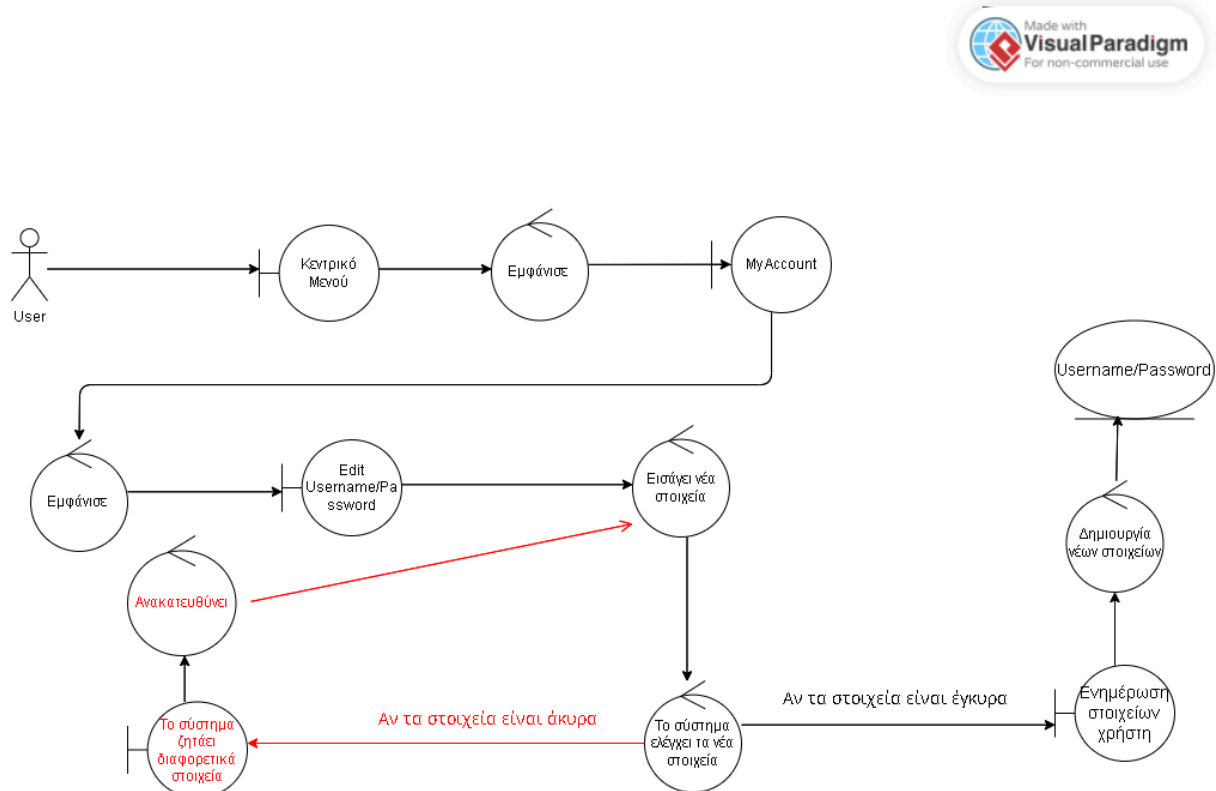 Made with
Visual Paradigm
For non-commercial use
User
Κεντρικό
Μενού
Εμφάνισε
MyAccount
Username/Password
Εμφάνισε
Edit
Username/Pa
ssword
Εισάγει νέα
στοιχεία
Δημιουργία
νέων στοιχείων
Ανακατευθύνει
Το σύστημα
ζητάει
διαφορετικά
στοιχεία
Αν τα στοιχεία είναι άκυρα
Το σύστημα
ελέγχει τα νέα
στοιχεία
Αν τα στοιχεία είναι έγκυρα
Ενημέρωση
στοιχείων
χρήστη